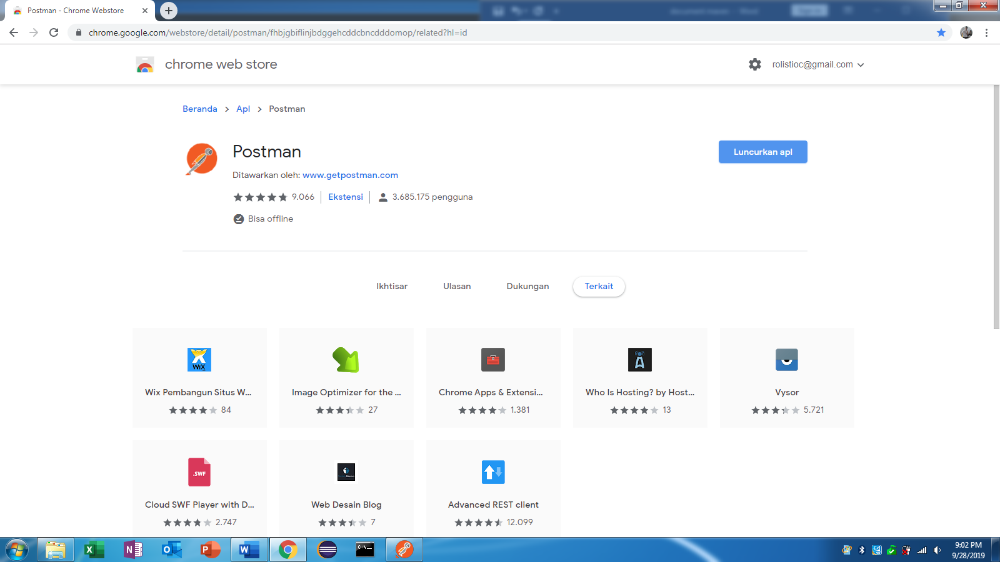 Postman - Chrome Webstore
chrome.google.com/webstore/detail/postman/fhbjgbiflinjbdggehcddcbncdddomop/related?hl=id
chrome web store
rolistioc@gmail.com
Beranda > Apl > Postman
Postman
Luncurkan apl
Ditawarkan oleh: www.getpostman.com
9.066 Ekstensi 3.685.175 pengguna
Bisa offline
Ikhtisar Ulasan Dukungan Terkait
WiX
Wix Pembangun Situs W... Image Optimizer for the ... Chrome Apps & Extensi... Who Is Hosting? by Host... Vysor
84 27 1.381 13 5.721
.SWF
Cloud SWF Player with D... Web Desain Blog Advanced REST client
2.747 7 12.099
9:02 PM
9/28/2019